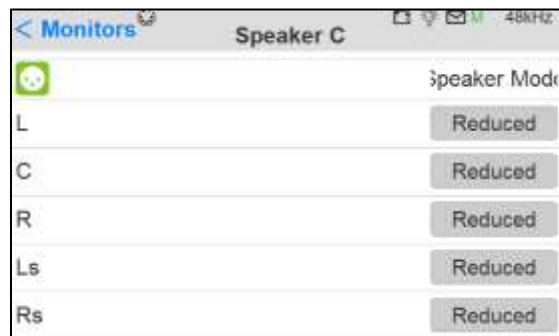 < Monitors Speaker C M 48kHz
Speaker Mode
L Reduced
C Reduced
R Reduced
Ls Reduced
Rs Reduced